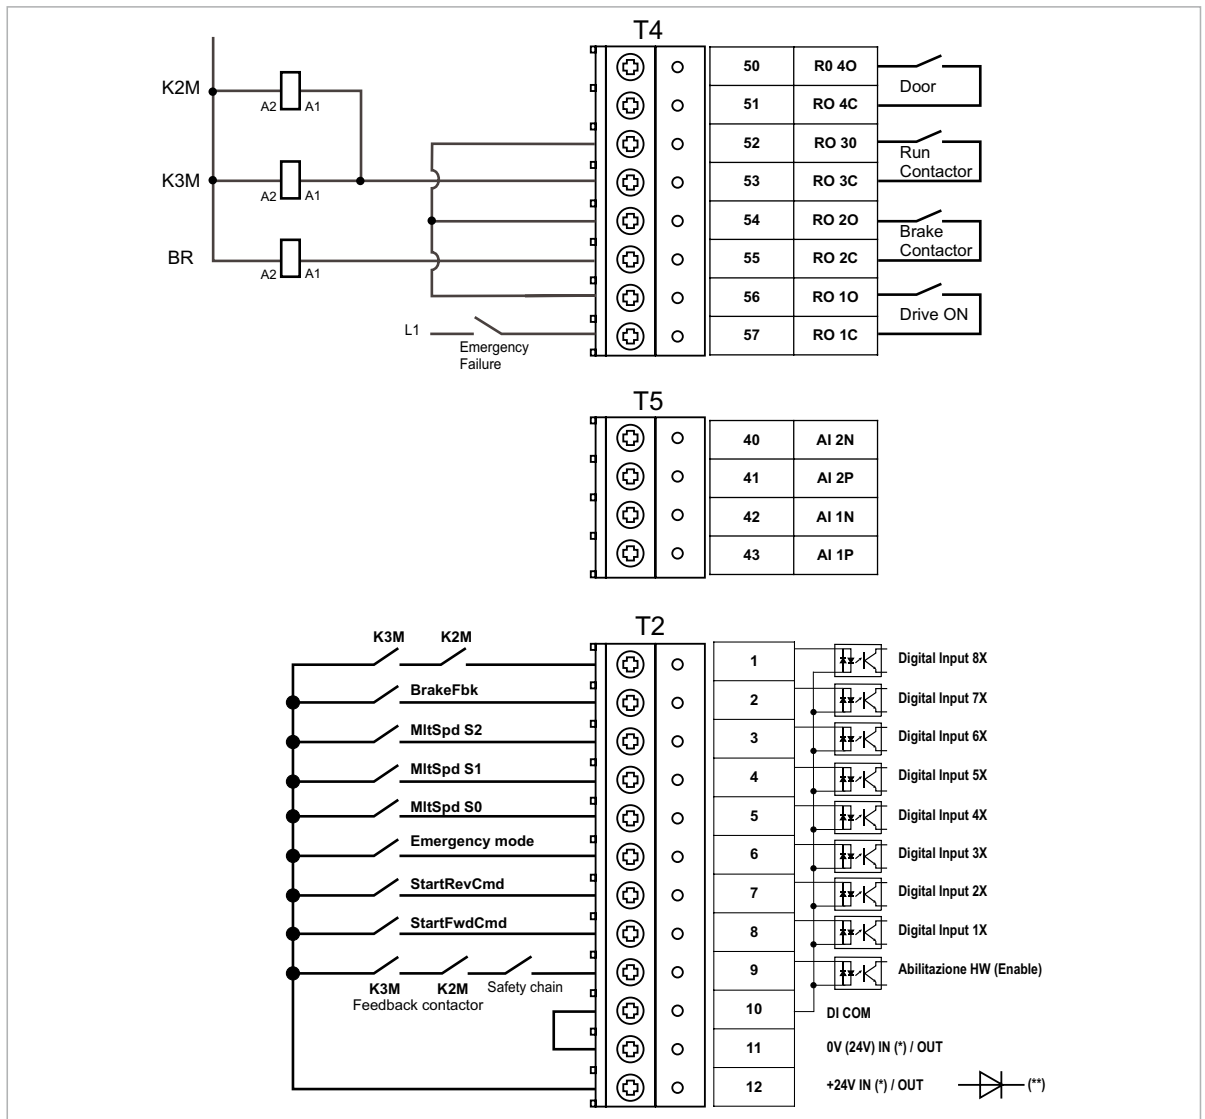 T4
K2M
A2 A1
K3M
A2 A1
BR
A2 A1
L1
Emergency
Failure
50 R0 4O
51 RO 4C
52 RO 30
53 RO 3C
54 RO 2O
55 RO 2C
56 RO 1O
57 RO 1C
Door
Run
Contactor
Brake
Contactor
Drive ON
T5
40 AI 2N
41 AI 2P
42 AI 1N
43 AI 1P
T2
K3M K2M
BrakeFbk
MltSpd S2
MltSpd S1
MltSpd S0
Emergency mode
StartRevCmd
StartFwdCmd
K3M K2M Safety chain
Feedback contactor
1 Digital Input 8X
2 Digital Input 7X
3 Digital Input 6X
4 Digital Input 5X
5 Digital Input 4X
6 Digital Input 3X
7 Digital Input 2X
8 Digital Input 1X
9 Abilitazione HW (Enable)
10 DI COM
11 0V (24V) IN (*) / OUT
12 +24V IN (*) / OUT (**)